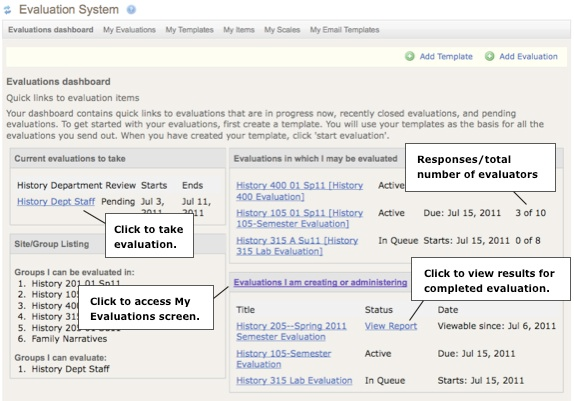 Evaluation System
Evaluations dashboard My Evaluations My Templates My Items My Scales My Email Templates
Add Template Add Evaluation
Evaluations dashboard
Quick links to evaluation items
Your dashboard contains quick links to evaluations that are in progress now, recently closed evaluations, and pending
evaluations. To get started with your evaluations, first create a template. You will use your templates as the basis for all the
evaluations you send out. When you have created your template, click 'start evaluation'.
Current evaluations to take
History Department Review Starts Ends
History Dept Staff Pending Jul 3, Jul 11,
2011 2011
Click to take
evaluation.
Site/Group Listing
Groups I can be evaluated in:
1. History 201 01 Sp11
2. History 105
3. History 400
4. History 315
5. History 205
6. Family Narratives
Groups I can evaluate:
1. History Dept Staff
Click to access My
Evaluations screen.
Evaluations in which I may be evaluated
Responses/total
number of evaluators
History 400 01 Sp11 [History Active
400 Evaluation]
History 105 01 Sp11 [History Active Due: Jul 15, 2011 3 of 10
105-Semester Evaluation]
History 315 A Su11 [History In Queue Starts: Jul 15, 2011 0 of 8
315 Lab Evaluation]
Evaluations I am creating or administering
Click to view results for
completed evaluation.
Title Status Date
History 205--Spring 2011 View Report Viewable since: Jul 6, 2011
Semester Evaluation
History 105-Semester Active Due: Jul 15, 2011
Evaluation
History 315 Lab Evaluation In Queue Starts: Jul 15, 2011